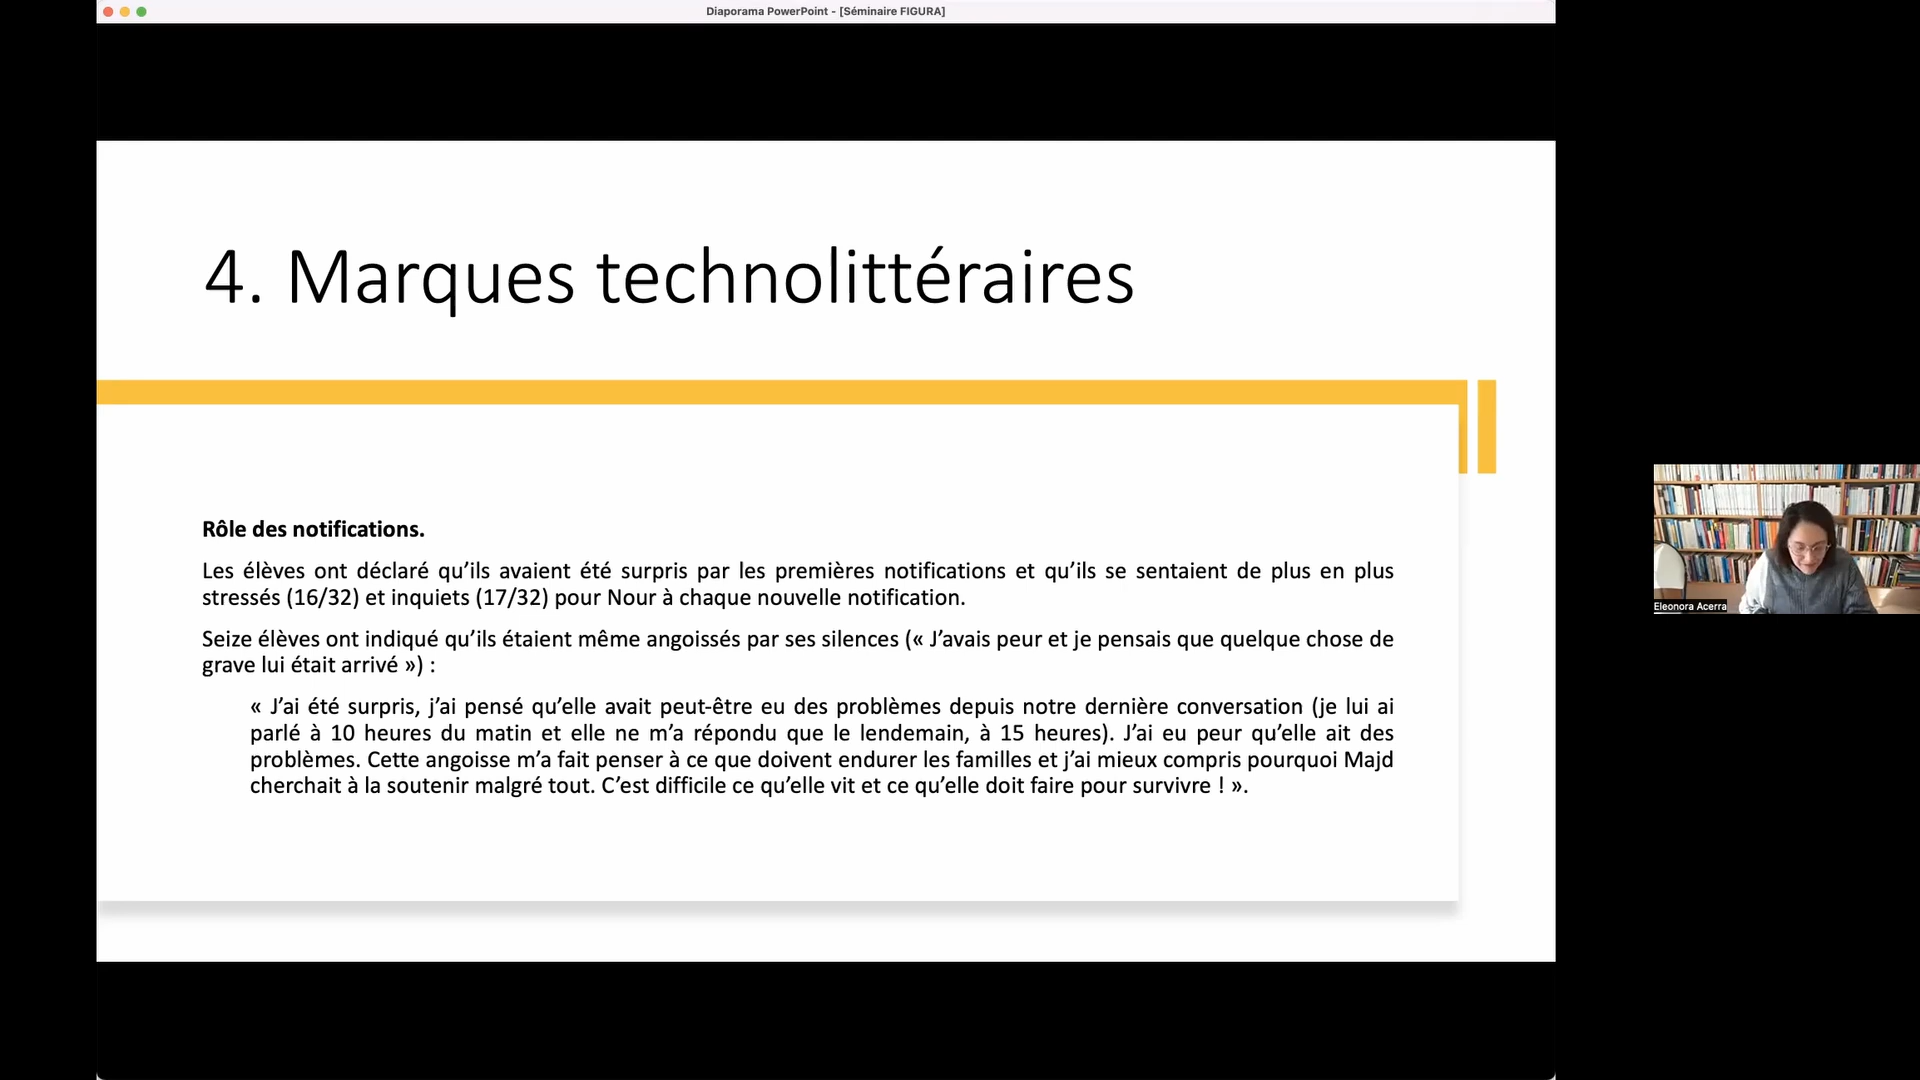 Diaporama PowerPoint - [Séminaire FIGURA]
4. Marques technolittéraires
Rôle des notifications.
Les élèves ont déclaré qu’ils avaient été surpris par les premières notifications et qu’ils se sentaient de plus en plus
stressés (16/32) et inquiets (17/32) pour Nour à chaque nouvelle notification.
Seize élèves ont indiqué qu’ils étaient même angoissés par ses silences (« J’avais peur et je pensais que quelque chose de
grave lui était arrivé ») :
« J’ai été surpris, j’ai pensé qu’elle avait peut-être eu des problèmes depuis notre dernière conversation (je lui ai
parlé à 10 heures du matin et elle ne m’a répondu que le lendemain, à 15 heures). J’ai eu peur qu’elle ait des
problèmes. Cette angoisse m’a fait penser à ce que doivent endurer les familles et j’ai mieux compris pourquoi Majd
cherchait à la soutenir malgré tout. C’est difficile ce qu’elle vit et ce qu’elle doit faire pour survivre ! ».
Eleonora Acerra